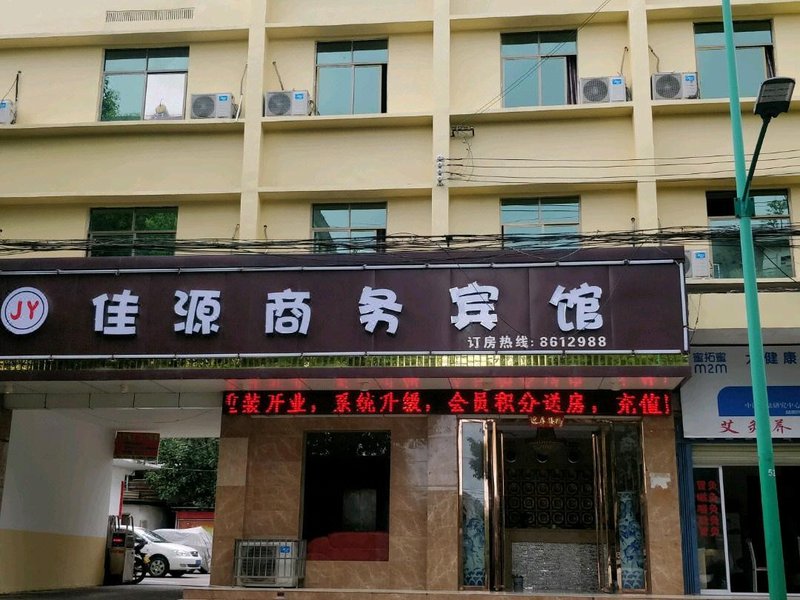 JY
佳源商务宾馆
订房热线: 8612988
重装开业，系统升级，会员积分送房，充值
蜜拓蜜
m2m
健康
艾灸养